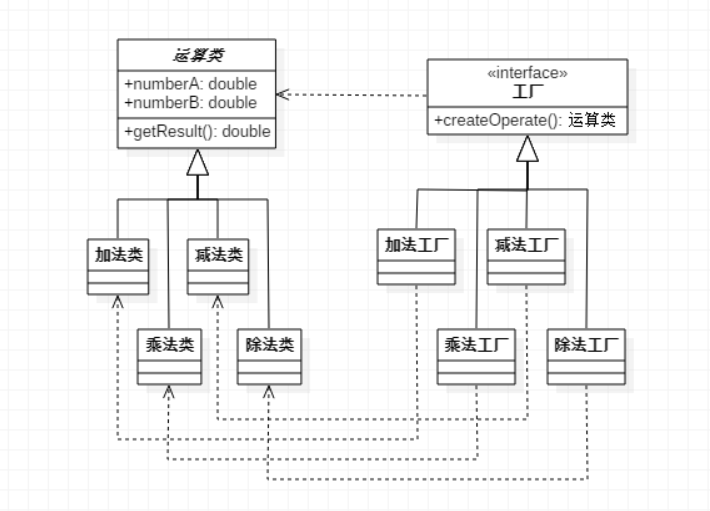 运算类
+numberA: double
+numberB: double
+getResult(): double
«interface»
工厂
+createOperate(): 运算类
加法类
减法类
乘法类
除法类
加法工厂
减法工厂
乘法工厂
除法工厂